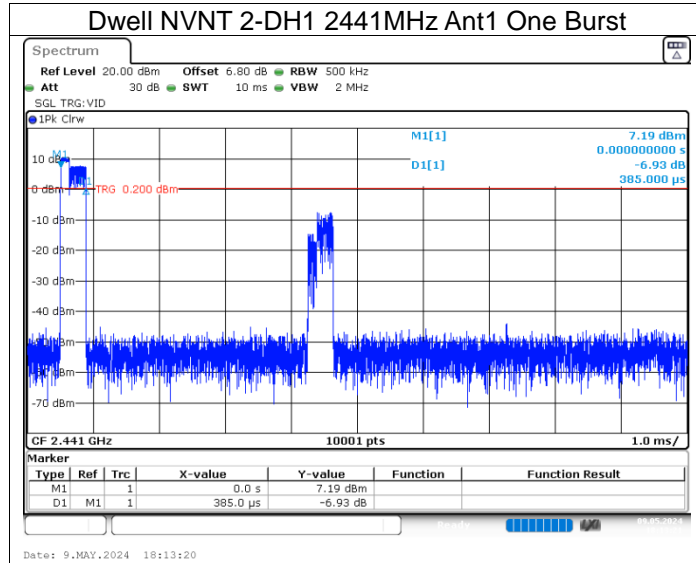 Dwell NVNT 2-DH1 2441MHz Ant1 One Burst
Spectrum
Ref Level 20.00 dBm Offset 6.80 dB RBW 500 kHz
Att 30 dB SWT 10 ms VBW 2 MHz
SGL TRG:VID
1Pk Clrw
M1[1] 7.19 dBm
0.000000000 s
D1[1] -6.93 dB
385.000 µs
M1
10 dBm
0 dBm
TRG 0.200 dBm
-10 dBm
-20 dBm
-30 dBm
-40 dBm
-70 dBm
CF 2.441 GHz 10001 pts 1.0 ms/
Marker
Type Ref Trc X-value Y-value Function Function Result
M1 1 0.0 s 7.19 dBm
D1 M1 1 385.0 µs -6.93 dB
Ready 09.05.2024
Date: 9.MAY.2024 18:13:20